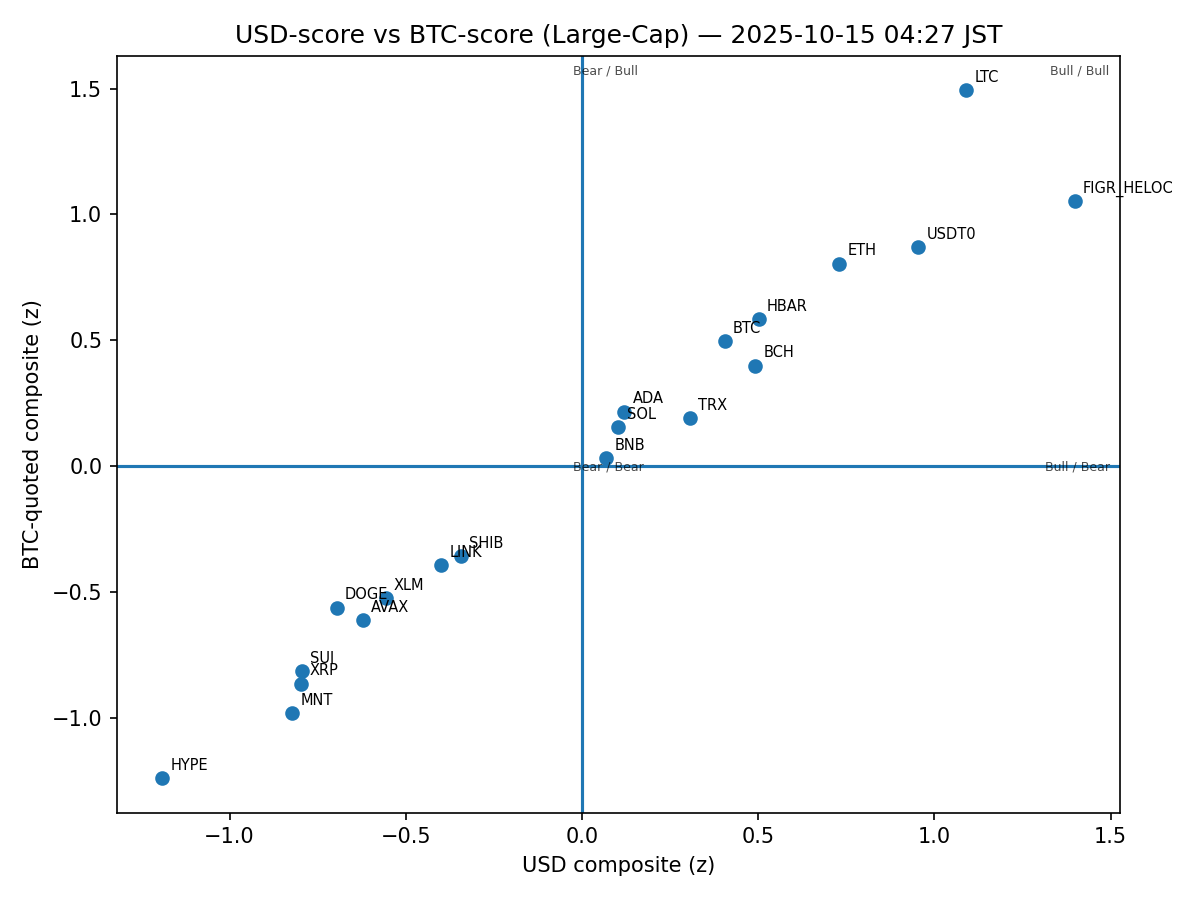 USD-score vs BTC-score (Large-Cap) — 2025-10-15 04:27 JST
Bear / Bull
Bull / Bull
LTC
1.5
FIGR_HELOC
1.0
USDT0
ETH
HBAR
BTC
0.5
BCH
ADA
TRX
SOL
BNB
0.0
Bear / Bear
Bull / Bear
BTC-quoted composite (z)
SHIB
LINK
XLM
−0.5
DOGE
AVAX
SUI
XRP
MNT
−1.0
HYPE
−1.0
−0.5
0.0
0.5
1.0
1.5
USD composite (z)